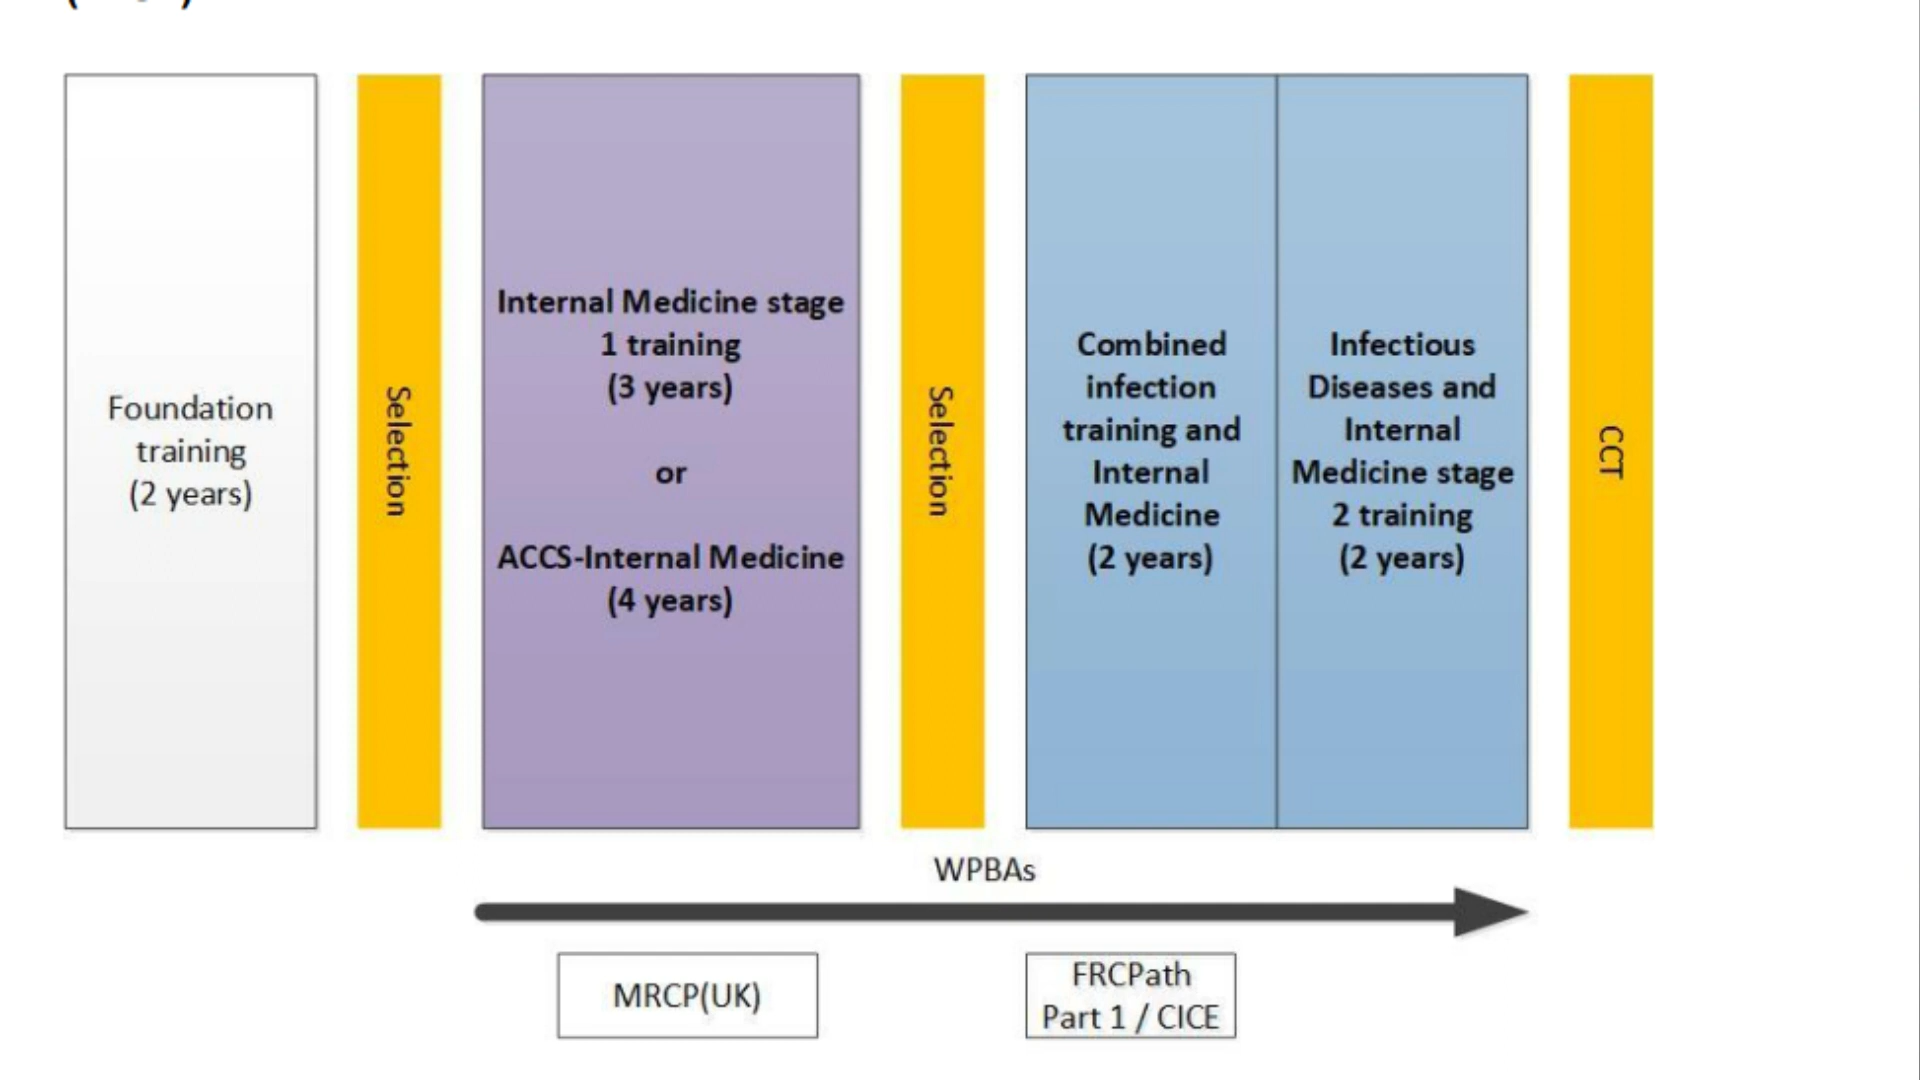 Foundation
training
(2 years)
Selection
Internal Medicine stage
1 training
(3 years)
or
ACCS-Internal Medicine
(4 years)
Selection
Combined
infection
training and
Internal
Medicine
(2 years)
Infectious
Diseases and
Internal
Medicine stage
2 training
(2 years)
CCT
WPBAs
MRCP(UK)
FRCPath
Part 1 / CICE